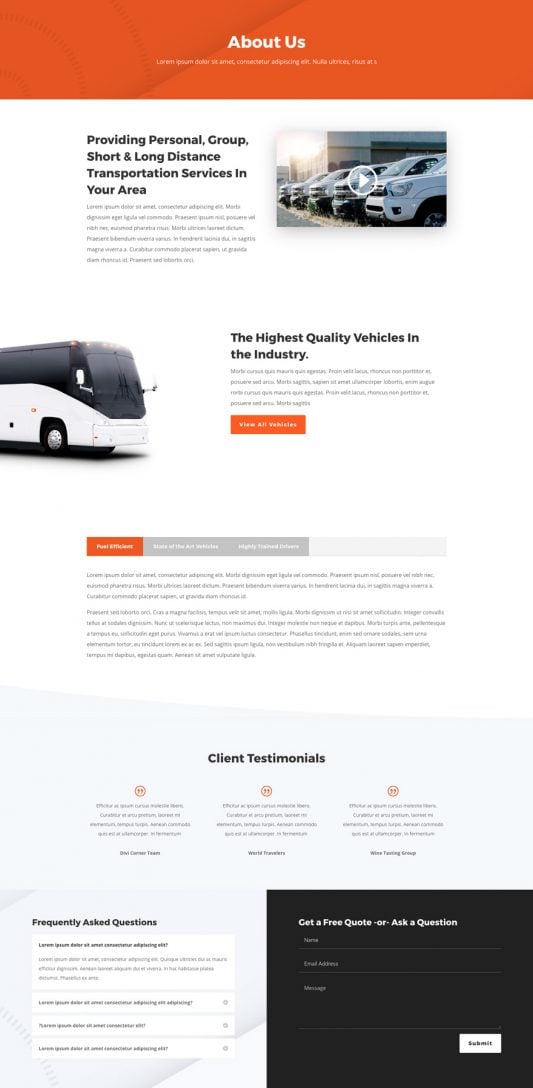 About Us
Lorem ipsum dolor sit amet, consectetur adipiscing elit. Nulla ultrices, risus at s
Providing Personal, Group,
Short & Long Distance
Transportation Services In
Your Area
Lorem ipsum dolor sit amet, consectetur adipiscing elit. Morbi
dignissim eget ligula vel commodo. Praesent ipsum nisl, posuere vel
nibh nec, euismod pharetra risus. Morbi ultrices laoreet dictum.
Praesent bibendum viverra varius. In hendrerit lacinia dui, in sagittis
magna viverra a. Curabitur commodo placerat sapien, ut gravida
diam rhoncus id. Praesent sed lobortis orci.
The Highest Quality Vehicles In
the Industry.
Morbi cursus quis mauris quis egestas. Proin velit lacus, rhoncus non porttitor et,
posuere sed arcu. Morbi sagittis, sapien sit amet ullamcorper lobortis, enim augue
rorbi cursus quis mauris quis egestas. Proin velit lacus, rhoncus non porttitor et,
posuere sed arcu. Morbi sagittis
View All Vehicles
Fuel Efficient
State of the Art Vehicles
Highly Trained Drivers
Lorem ipsum dolor sit amet, consectetur adipiscing elit. Morbi dignissim eget ligula vel commodo. Praesent ipsum nisl, posuere vel nibh nec,
euismod pharetra risus. Morbi ultrices laoreet dictum. Praesent bibendum viverra varius. In hendrerit lacinia dui, in sagittis magna viverra a.
Curabitur commodo placerat sapien, ut gravida diam rhoncus id.
Praesent sed lobortis orci. Cras a magna facilisis, tempus velit sit amet, mollis ligula. Morbi dignissim ut nisi sit amet sollicitudin. Integer convallis
tellus at sodales dignissim. Nunc ut scelerisque lectus, non maximus dui. Integer molestie non neque et dapibus. Morbi turpis ante, pellentesque
a tempus eu, sollicitudin eget purus. Vivamus a erat vel ipsum luctus consectetur. Phasellus tincidunt, enim sed ornare sodales, sem urna
elementum tortor, eu tincidunt lorem ex ac ex. Sed sagittis ipsum ligula, non vestibulum nibh fringilla et. Aliquam laoreet sapien imperdiet,
tempus mi dapibus, egestas quam. Aenean sit amet vulputate ligula.
Client Testimonials
Efficitur ac ipsum cursus molestie libero.
Curabitur et arcu pretium, laoreet mi
elementum, tempus turpis. Aenean commodo
quis est at ullamcorper. In fermentum
Divi Corner Team
Efficitur ac ipsum cursus molestie libero.
Curabitur et arcu pretium, laoreet mi
elementum, tempus turpis. Aenean commodo
quis est at ullamcorper. In fermentum
World Travelers
Efficitur ac ipsum cursus molestie libero.
Curabitur et arcu pretium, laoreet mi
elementum, tempus turpis. Aenean commodo
quis est at ullamcorper. In fermentum
Wine Tasting Group
Frequently Asked Questions
Lorem ipsum dolor sit amet consectetur adipiscing elit?
Lorem ipsum dolor sit amet, consectetur adipiscing elit. Quisque ultricies dui ac mauris
efficitur dignissim. Aenean laoreet aliquam dui et viverra. In hac habitasse platea
dictumst. Phasellus ex ante.
Lorem ipsum dolor sit amet consectetur adipiscing elit adipiscing?
?Lorem ipsum dolor sit amet consectetur elit?
Lorem ipsum dolor sit amet consectetur adipiscing elit?
Get a Free Quote -or- Ask a Question
Name
Email Address
Message
Submit